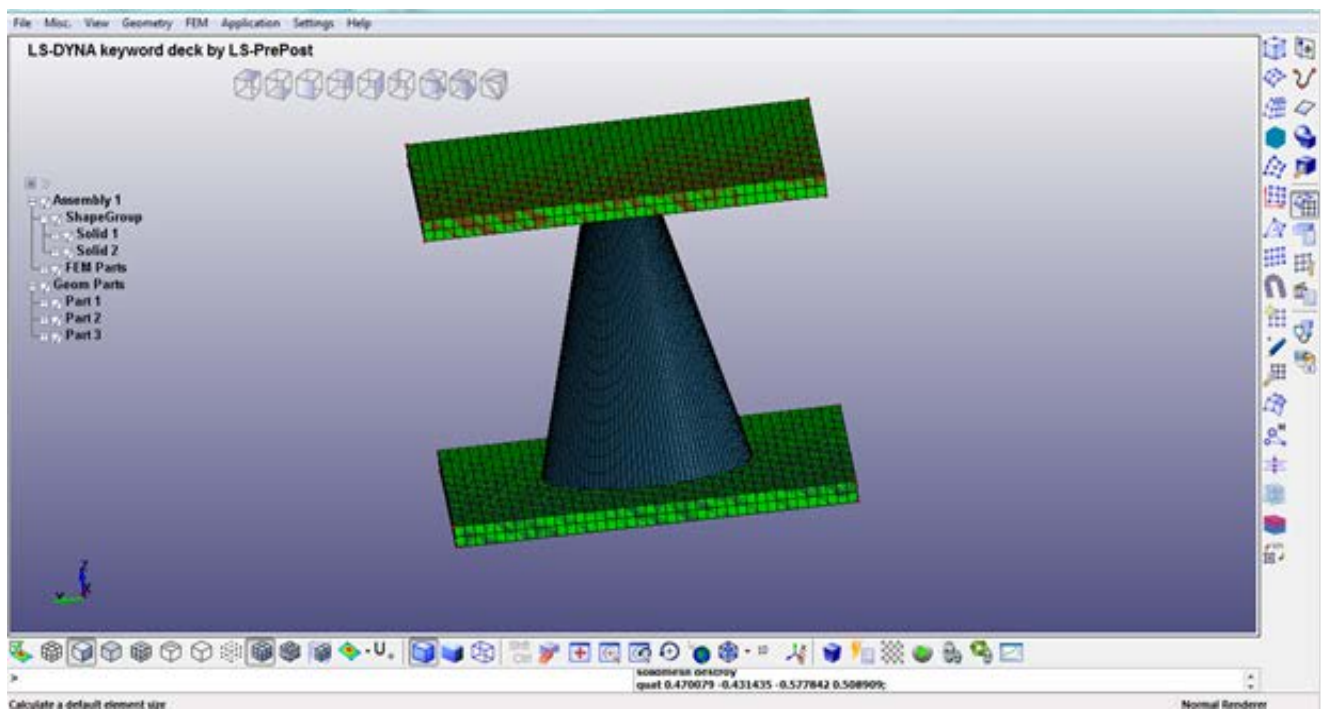 File Misc. View Geometry FEM Application Settings Help
LS-DYNA keyword deck by LS-PrePost
Assembly 1
ShapeGroup
Solid 1
Solid 2
FEM Parts
Geom Parts
Part 1
Part 2
Part 3
Z
Y
X
>
solidmesh destroy
quat 0.470079 -0.431435 -0.577842 0.508909;
Calculate a default element size
Normal Renderer